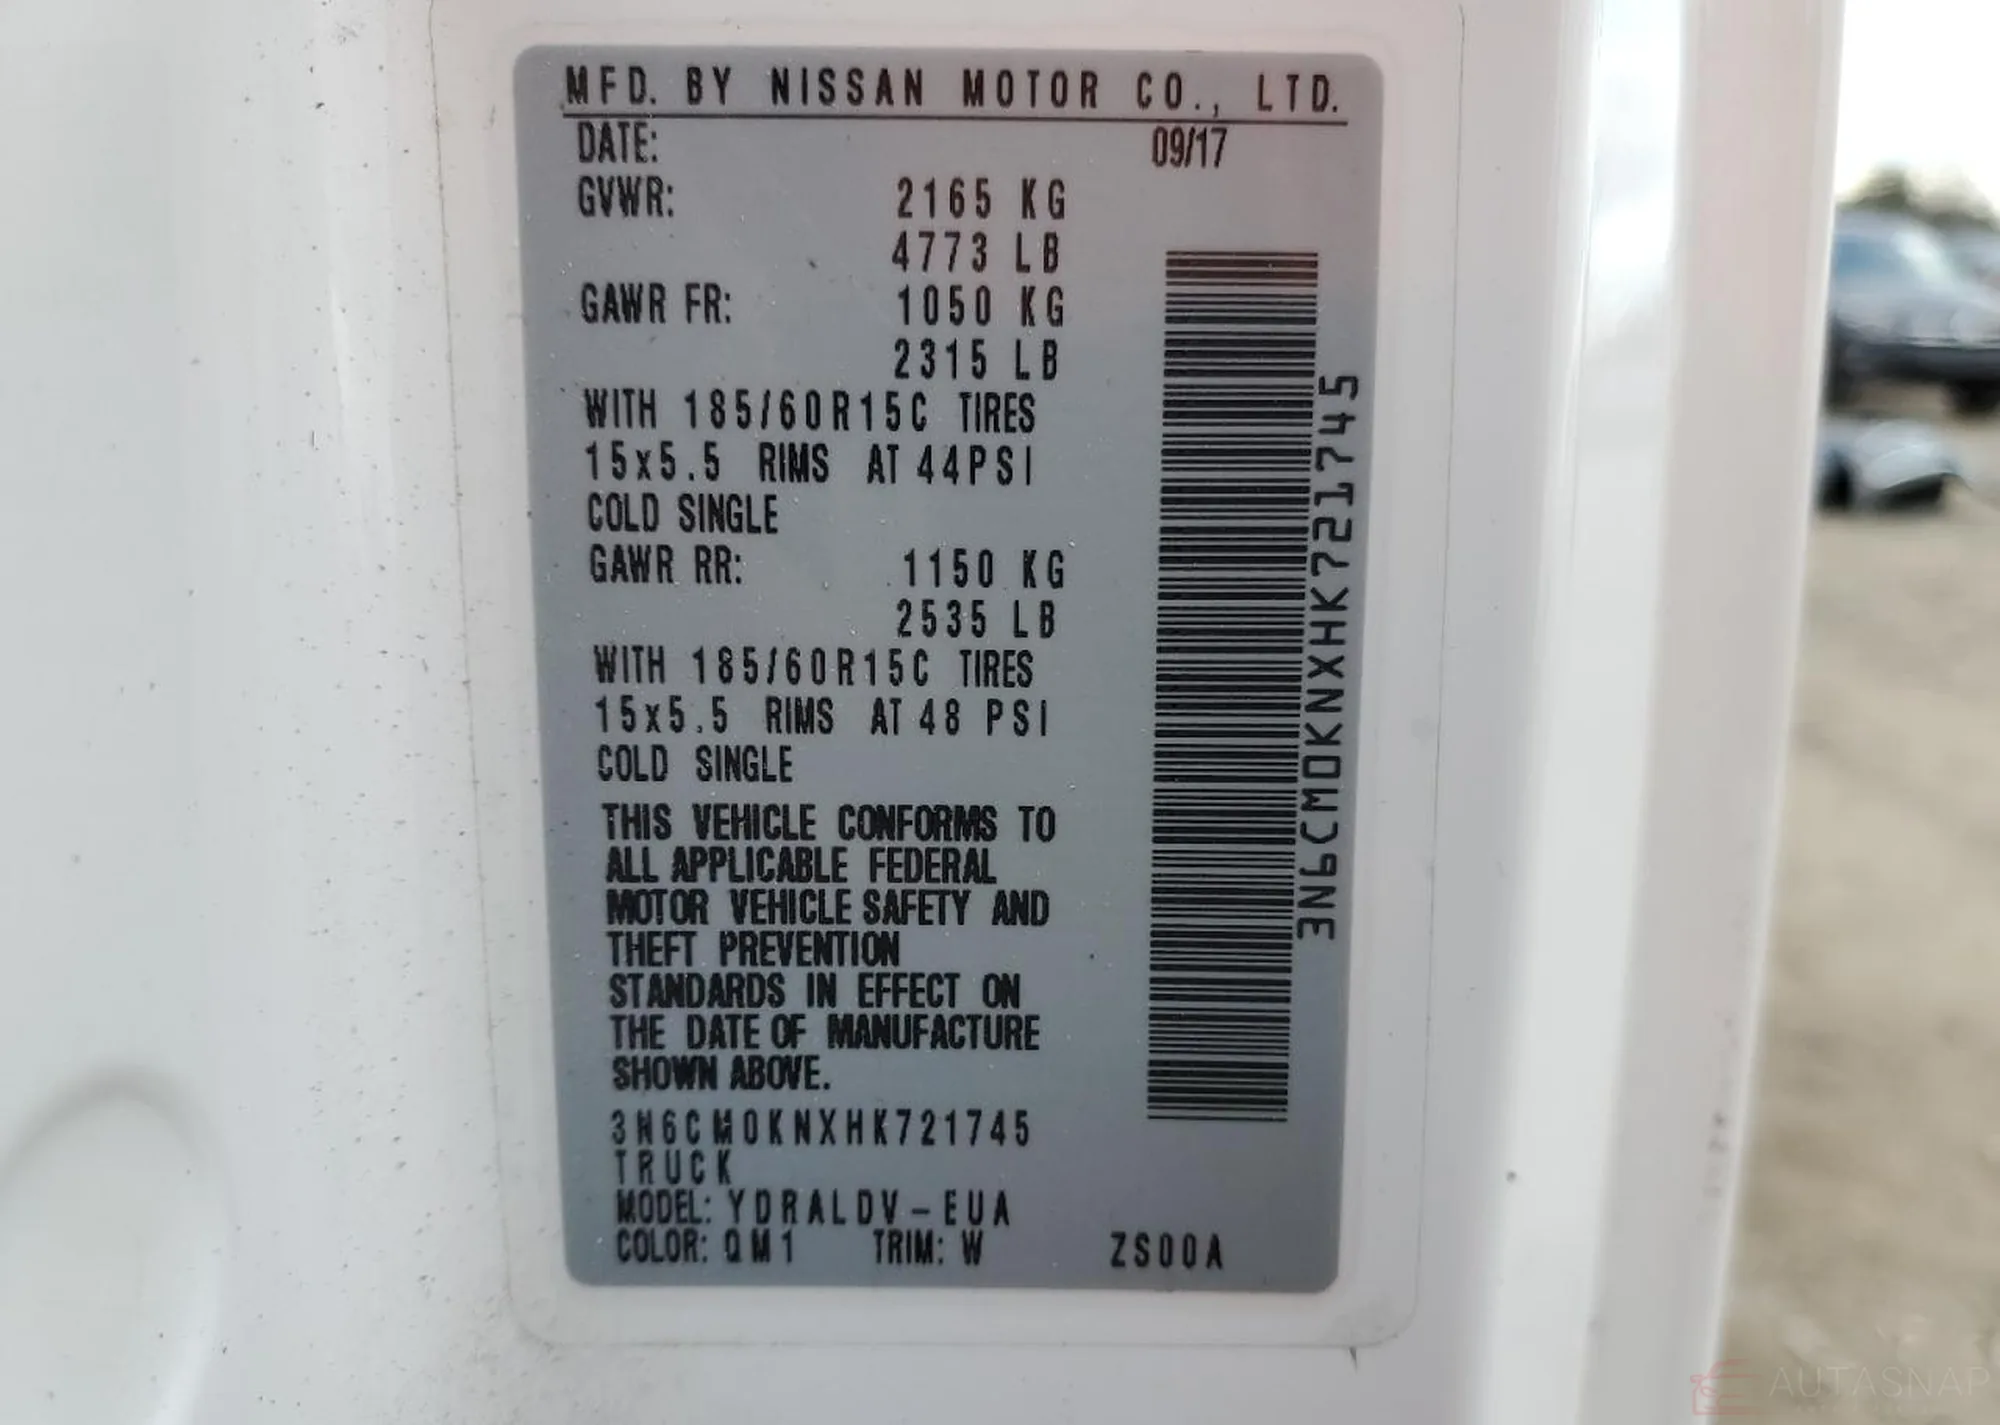 MFD. BY NISSAN MOTOR CO., LTD.
DATE: 09/17
GVWR: 2165 KG
4773 LB
GAWR FR: 1050 KG
2315 LB
WITH 185/60R15C TIRES
15x5.5 RIMS AT 44PSI
COLD SINGLE
GAWR RR: 1150 KG
2535 LB
WITH 185/60R15C TIRES
15x5.5 RIMS AT 48 PSI
COLD SINGLE
THIS VEHICLE CONFORMS TO
ALL APPLICABLE FEDERAL
MOTOR VEHICLE SAFETY AND
THEFT PREVENTION
STANDARDS IN EFFECT ON
THE DATE OF MANUFACTURE
SHOWN ABOVE.
3N6CM0KNXHK721745
TRUCK
MODEL: YDRALDV-EUA
COLOR: QM1 TRIM: W ZS00A
3N6CM0KNXHK721745
AUTASNAP